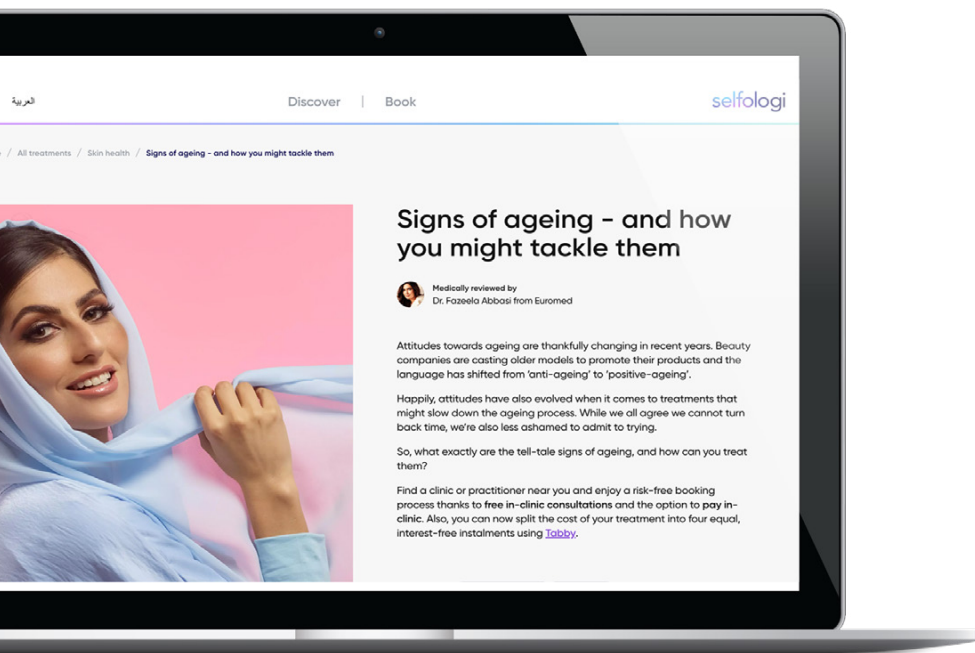 العربية
Discover | Book
selfologi
/ All treatments / Skin health / Signs of ageing - and how you might tackle them
Signs of ageing - and how
you might tackle them
Medically reviewed by
Dr. Fazeela Abbasi from Euromed
Attitudes towards ageing are thankfully changing in recent years. Beauty
companies are casting older models to promote their products and the
language has shifted from ‘anti-ageing’ to ‘positive-ageing’.
Happily, attitudes have also evolved when it comes to treatments that
might slow down the ageing process. While we all agree we cannot turn
back time, we’re also less ashamed to admit to trying.
So, what exactly are the tell-tale signs of ageing, and how can you treat
them?
Find a clinic or practitioner near you and enjoy a risk-free booking
process thanks to free in-clinic consultations and the option to pay in-
clinic. Also, you can now split the cost of your treatment into four equal,
interest-free instalments using Tabby.